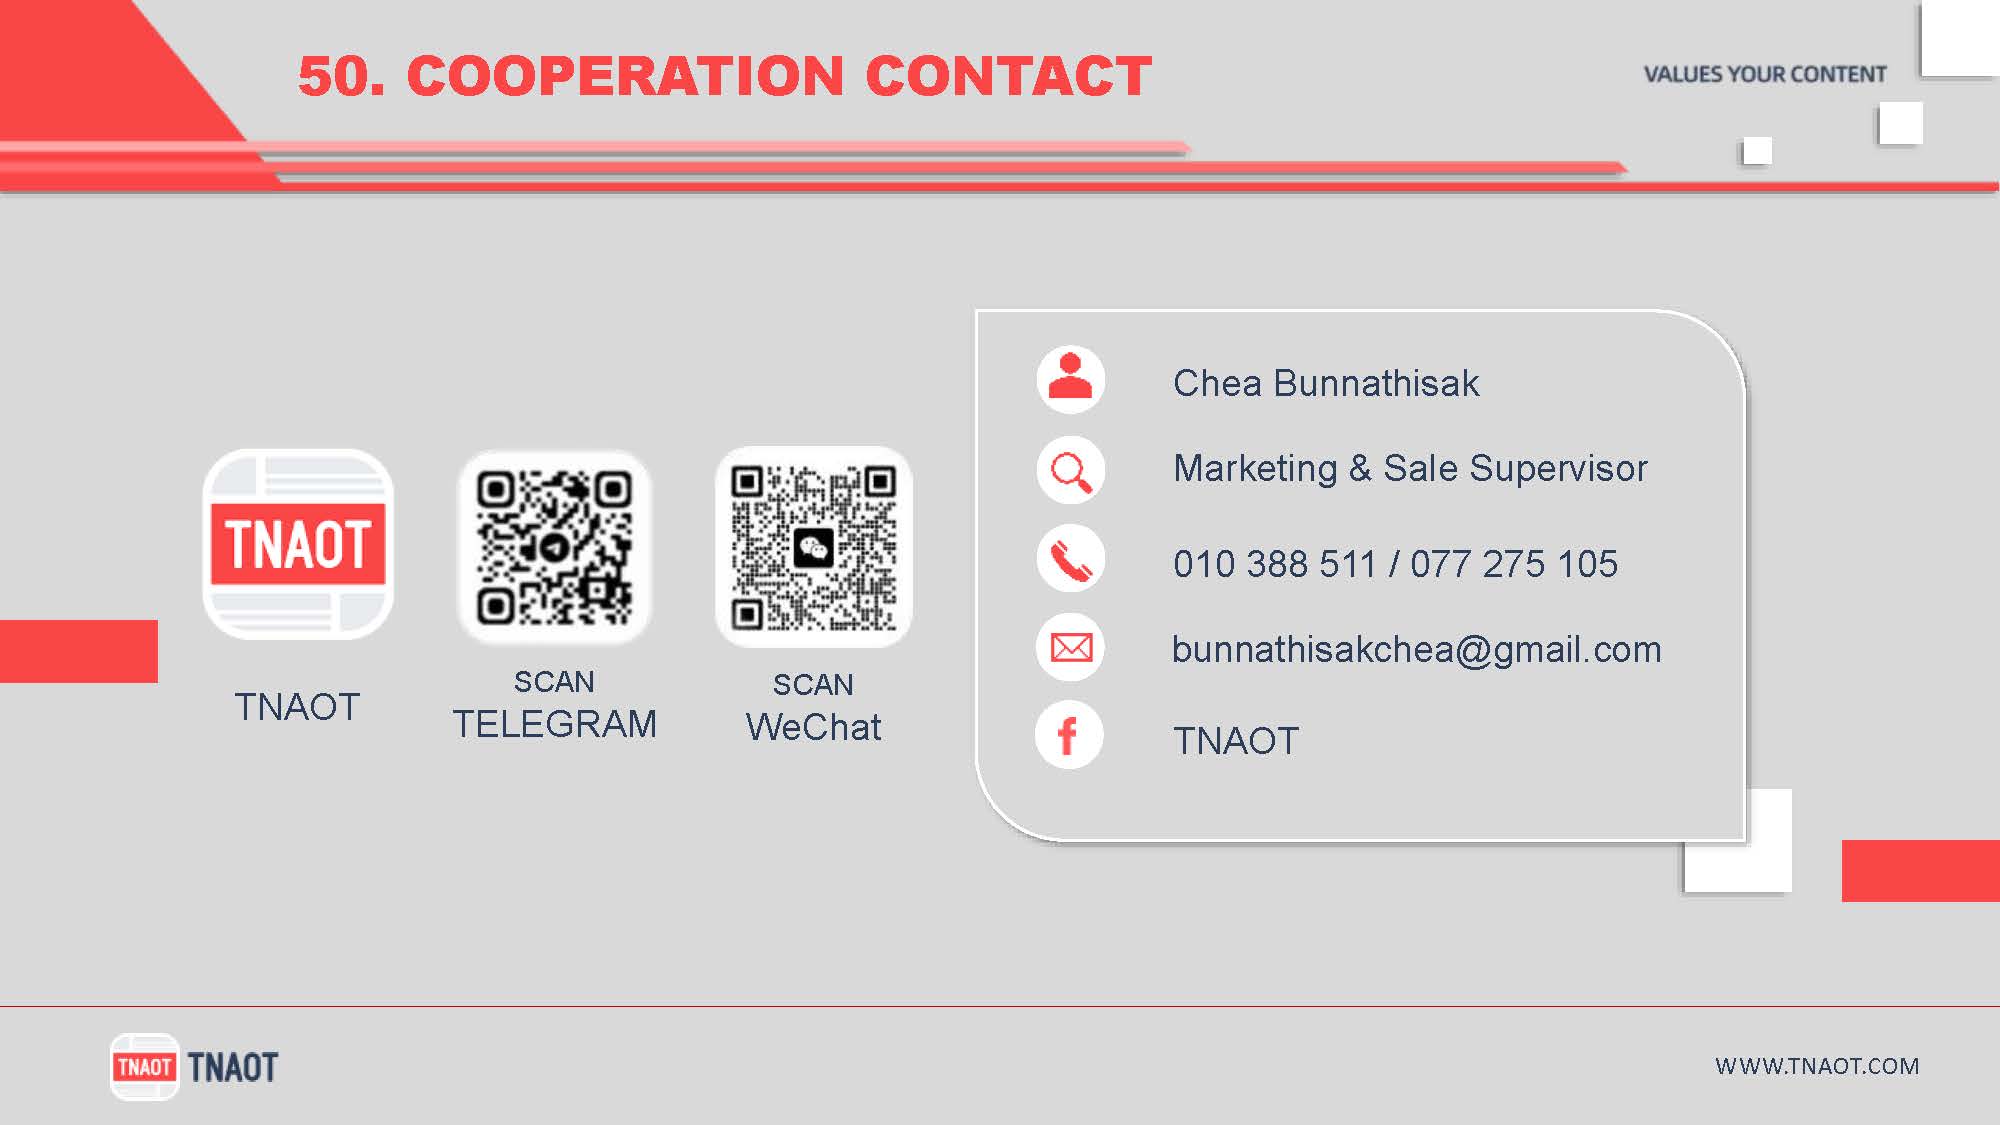 50. COOPERATION CONTACT
VALUES YOUR CONTENT
TNAOT
TNAOT
SCAN
TELEGRAM
SCAN
WeChat
Chea Bunnathisak
Marketing & Sale Supervisor
010 388 511 / 077 275 105
bunnathisakchea@gmail.com
TNAOT
TNAOT
TNAOT
WWW.TNAOT.COM